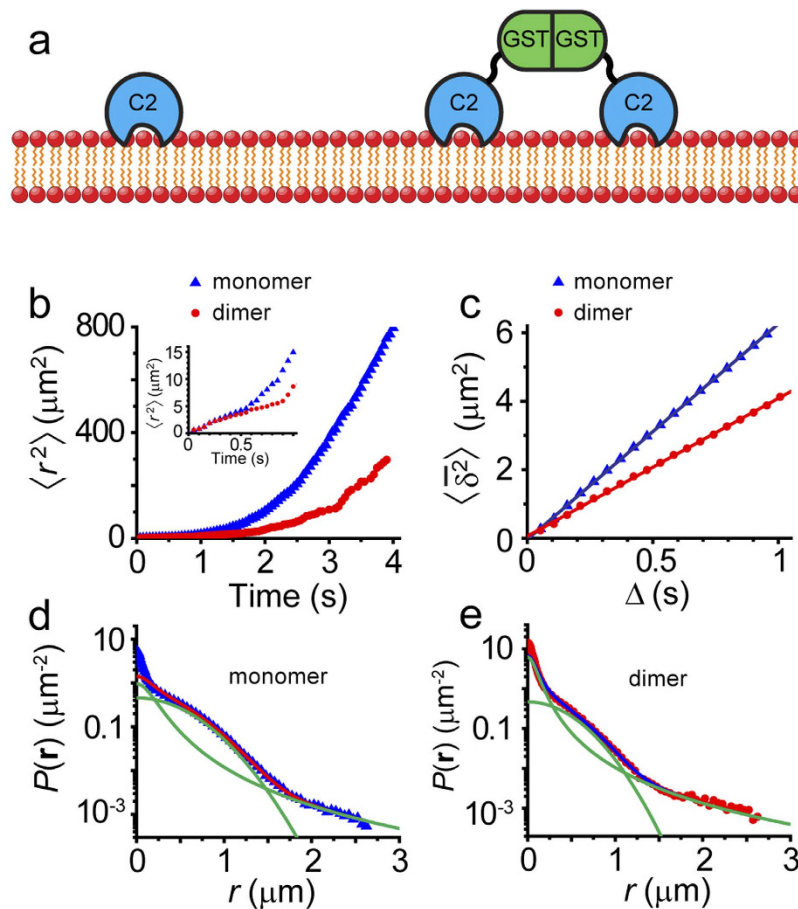 a
C2
C2
GST GST
C2
b
▲ monomer
● dimer
⟨r²⟩ (μm²)
800
400
0
0 1 2 3 4
Time (s)
⟨r²⟩ (μm²)
15
10
5
0
0 0.5
Time (s)
c
▲ monomer
● dimer
⟨δ̅²⟩ (μm²)
6
4
2
0
0 0.5 1
Δ (s)
d
monomer
P(r) (μm⁻²)
10
0.1
10⁻³
0 1 2 3
r (μm)
e
dimer
P(r) (μm⁻²)
10
0.1
10⁻³
0 1 2 3
r (μm)